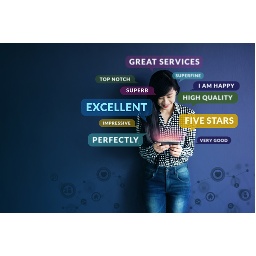 GREAT SERVICES
SUPERFINE
TOP NOTCH
I AM HAPPY
SUPERB
HIGH QUALITY
EXCELLENT
FIVE STARS
IMPRESSIVE
PERFECTLY
VERY GOOD